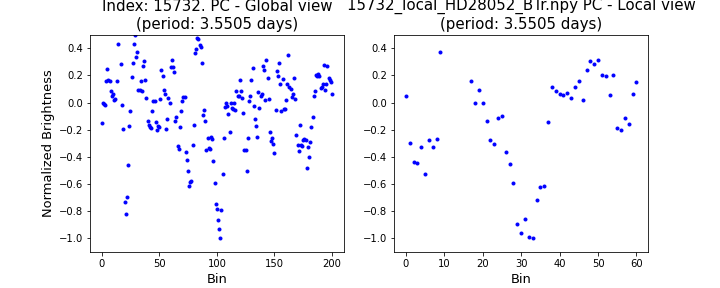 Index: 15732. PC - Global view
(period: 3.5505 days)
15732_local_HD28052_BTr.npy PC - Local view
(period: 3.5505 days)
Normalized Brightness
0.4
0.2
0.0
−0.2
−0.4
−0.6
−0.8
−1.0
0 50 100 150 200
Bin
0.4
0.2
0.0
−0.2
−0.4
−0.6
−0.8
−1.0
0 10 20 30 40 50 60
Bin